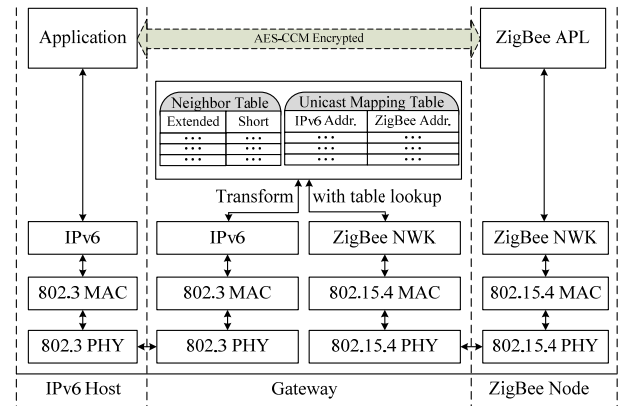 Application
AES-CCM Encrypted
ZigBee APL
Neighbor Table
Unicast Mapping Table
Extended Short
IPv6 Addr. ZigBee Addr.
••• ••• ••• •••
••• ••• ••• •••
••• ••• ••• •••
Transform with table lookup
IPv6 IPv6 ZigBee NWK ZigBee NWK
802.3 MAC 802.3 MAC 802.15.4 MAC 802.15.4 MAC
802.3 PHY 802.3 PHY 802.15.4 PHY 802.15.4 PHY
IPv6 Host Gateway ZigBee Node